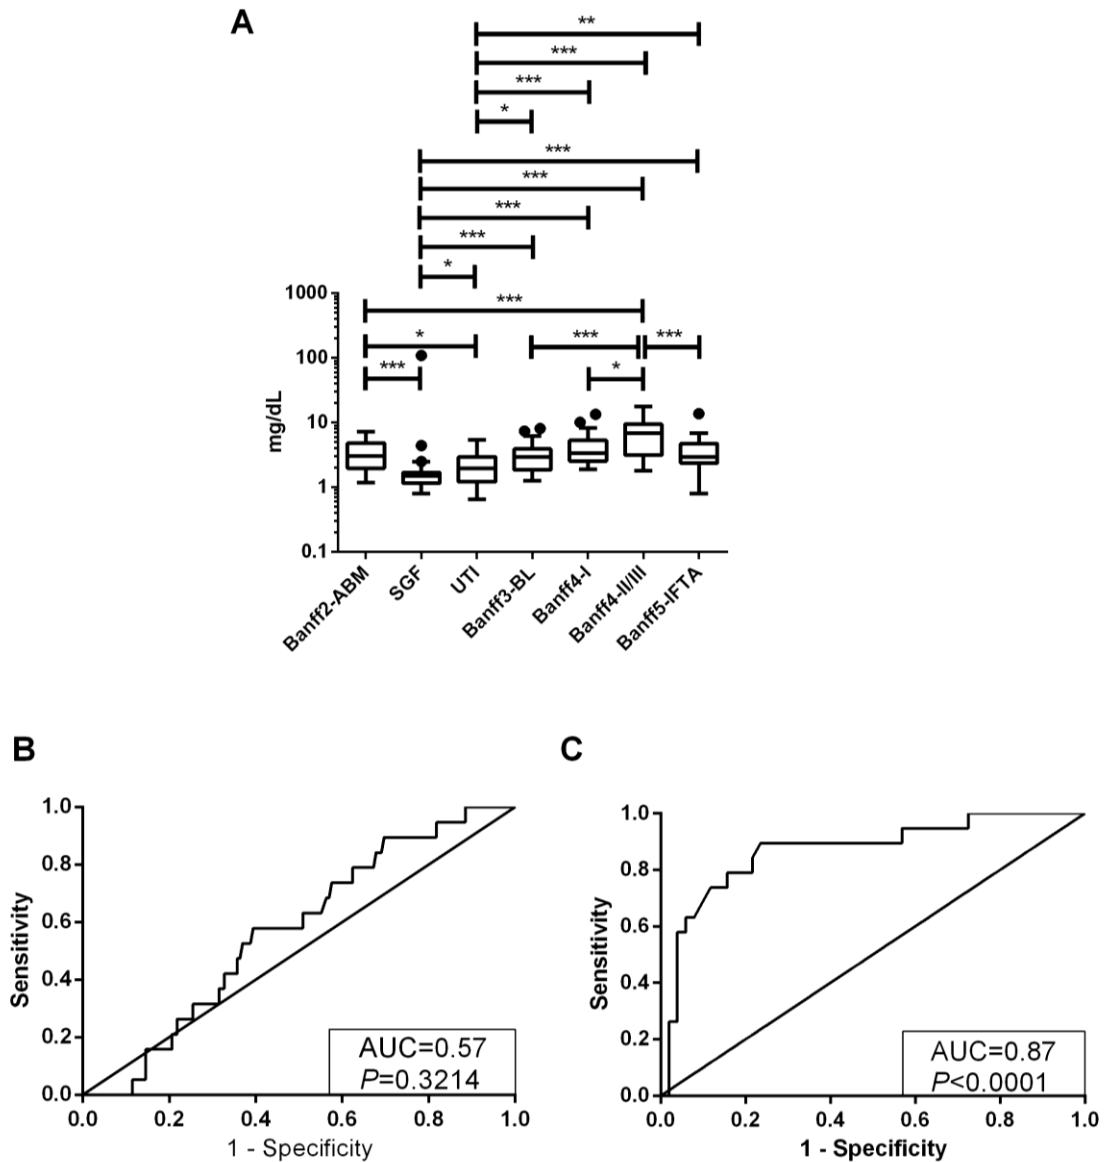 A
**
***
***
*
***
***
***
***
*
***
*
***
***
***
*
1000
100
10
1
0.1
mg/dL
Banff2-ABM
SGF
UTI
Banff3-BL
Banff4-I
Banff4-II/III
Banff5-IFTA
B
1.0
0.8
0.6
0.4
0.2
0.0
Sensitivity
AUC=0.57
P=0.3214
0.0 0.2 0.4 0.6 0.8 1.0
1 - Specificity
C
1.0
0.8
0.6
0.4
0.2
0.0
Sensitivity
AUC=0.87
P<0.0001
0.0 0.2 0.4 0.6 0.8 1.0
1 - Specificity